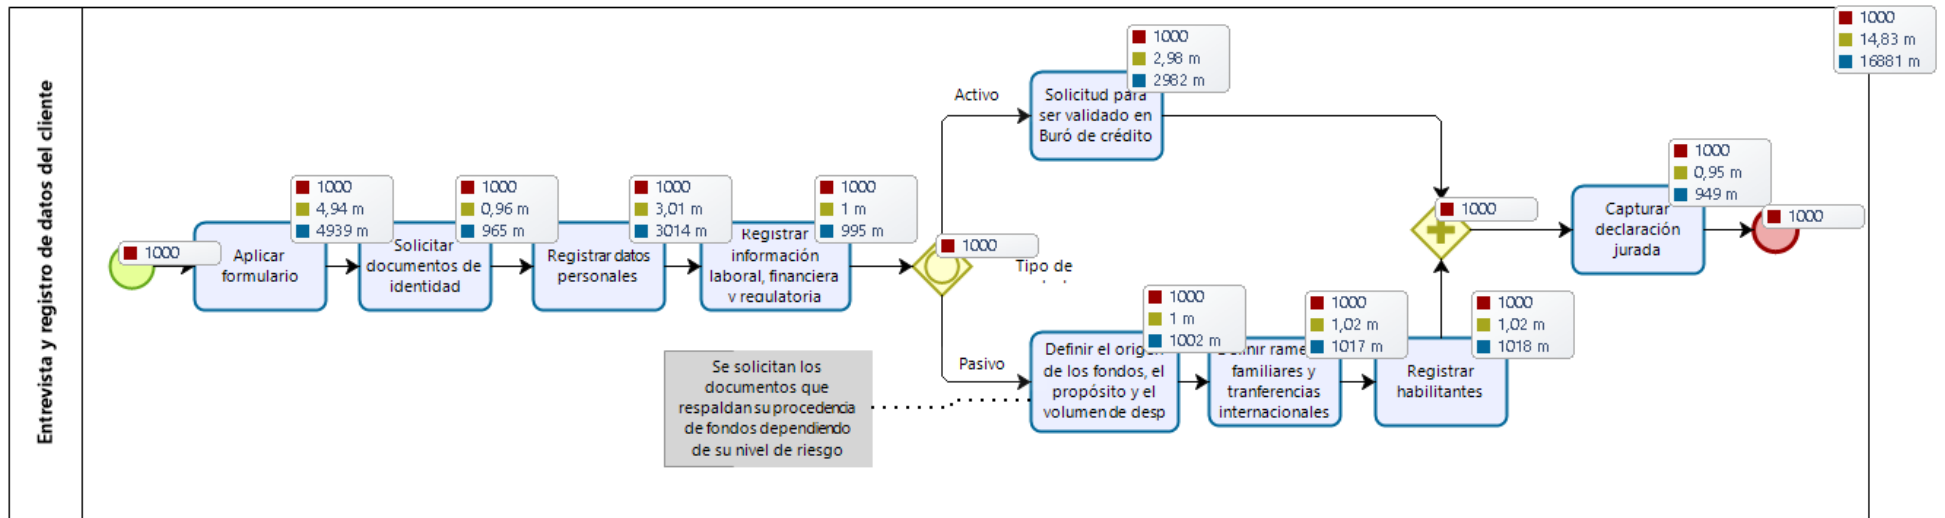 Entrevista y registro de datos del cliente
1000
1000
4,94 m
4939 m
Aplicar
formulario
1000
0,96 m
965 m
Solicitar
documentos de
identidad
1000
3,01 m
3014 m
Registrar datos
personales
1000
1 m
995 m
Registrar
información
laboral, financiera
y regulatoria
1000
Tipo de
Activo
1000
2,98 m
2982 m
Solicitud para
ser validado en
Buró de crédito
Pasivo
1000
1 m
1002 m
Definir el origen
de los fondos, el
propósito y el
volumen de desp
1000
1,02 m
1017 m
familiares y
tranferencias
internacionales
1000
1,02 m
1018 m
Registrar
habilitantes
Se solicitan los
documentos que
respaldan su procedencia
de fondos dependiendo
de su nivel de riesgo
1000
1000
0,95 m
949 m
Capturar
declaración
jurada
1000
1000
14,83 m
16881 m